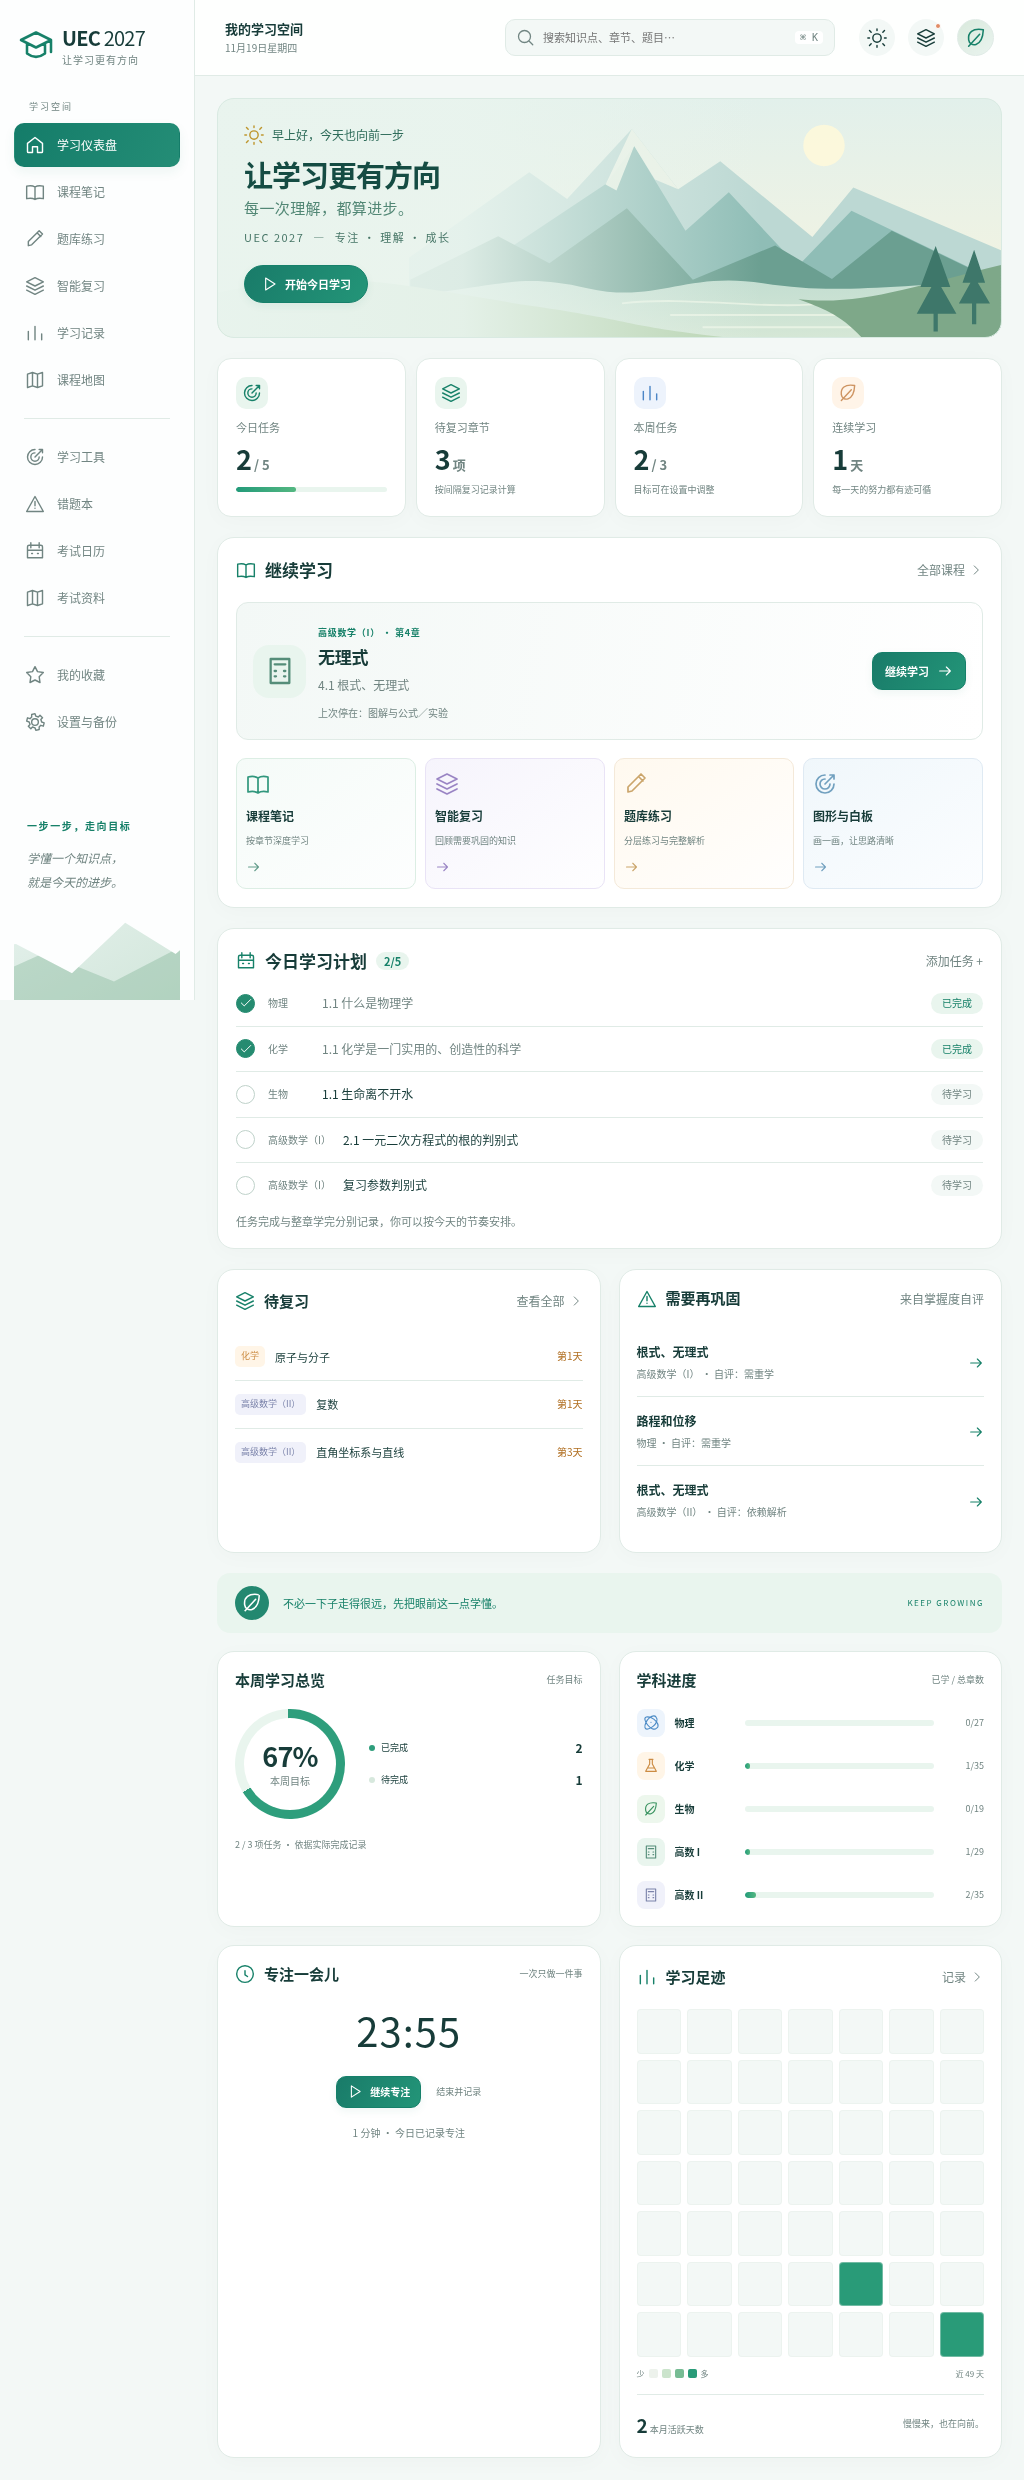 UEC 2027
让学习更有方向
学习空间
学习仪表盘
课程笔记
题库练习
智能复习
学习记录
课程地图
学习工具
错题本
考试日历
考试资料
我的收藏
设置与备份
一步一步，走向目标
学懂一个知识点，
就是今天的进步。
我的学习空间
11月19日星期四
搜索知识点、章节、题目…
⌘ K
早上好，今天也向前一步
让学习更有方向
每一次理解，都算进步。
UEC 2027 — 专注 · 理解 · 成长
开始今日学习
今日任务
2 / 5
待复习章节
3 项
按间隔复习记录计算
本周任务
2 / 3
目标可在设置中调整
连续学习
1 天
每一天的努力都有迹可循
继续学习
全部课程
高级数学（I） · 第4章
无理式
4.1 根式、无理式
上次停在：图解与公式／实验
继续学习
课程笔记
按章节深度学习
智能复习
回顾需要巩固的知识
题库练习
分层练习与完整解析
图形与白板
画一画，让思路清晰
今日学习计划 2/5
添加任务 +
物理 1.1 什么是物理学 已完成
化学 1.1 化学是一门实用的、创造性的科学 已完成
生物 1.1 生命离不开水 待学习
高级数学（I） 2.1 一元二次方程式的根的判别式 待学习
高级数学（I） 复习参数判别式 待学习
任务完成与整章学完分别记录，你可以按今天的节奏安排。
待复习
查看全部
化学 原子与分子 第1天
高级数学（II） 复数 第1天
高级数学（II） 直角坐标系与直线 第3天
需要再巩固
来自掌握度自评
根式、无理式
高级数学（I） · 自评：需重学
路程和位移
物理 · 自评：需重学
根式、无理式
高级数学（II） · 自评：依赖解析
不必一下子走得很远，先把眼前这一点学懂。
KEEP GROWING
本周学习总览
任务目标
67%
本周目标
已完成 2
待完成 1
2 / 3 项任务 · 依据实际完成记录
学科进度
已学 / 总章数
物理 0/27
化学 1/35
生物 0/19
高数 I 1/29
高数 II 2/35
专注一会儿
一次只做一件事
23:55
继续专注
结束并记录
1 分钟 · 今日已记录专注
学习足迹
记录
少 多
近 49 天
2 本月活跃天数
慢慢来，也在向前。